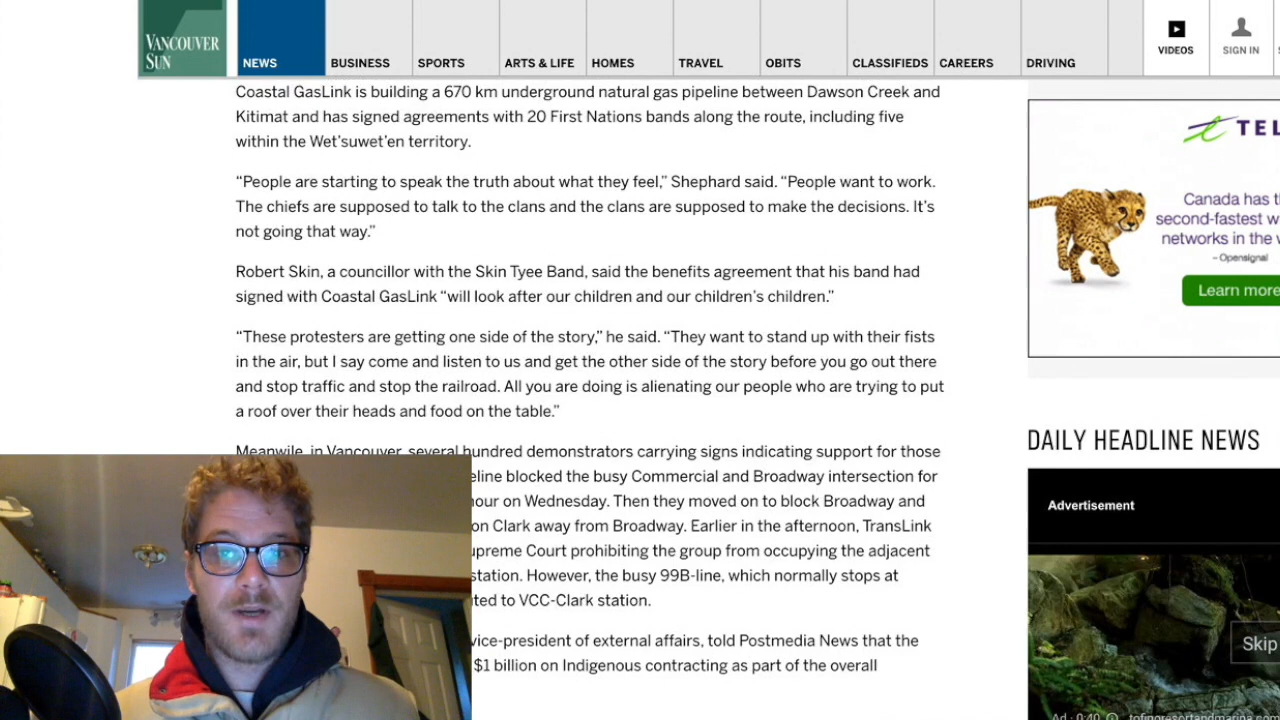 VANCOUVER
SUN
NEWS
BUSINESS
SPORTS
ARTS & LIFE
HOMES
TRAVEL
OBITS
CLASSIFIEDS
CAREERS
DRIVING
VIDEOS
SIGN IN
Coastal GasLink is building a 670 km underground natural gas pipeline between Dawson Creek and
Kitimat and has signed agreements with 20 First Nations bands along the route, including five
within the Wet’suwet’en territory.
“People are starting to speak the truth about what they feel,” Shephard said. “People want to work.
The chiefs are supposed to talk to the clans and the clans are supposed to make the decisions. It’s
not going that way.”
Robert Skin, a councillor with the Skin Tyee Band, said the benefits agreement that his band had
signed with Coastal GasLink “will look after our children and our children’s children.”
“These protesters are getting one side of the story,” he said. “They want to stand up with their fists
in the air, but I say come and listen to us and get the other side of the story before you go out there
and stop traffic and stop the railroad. All you are doing is alienating our people who are trying to put
a roof over their heads and food on the table.”
Meanwile, in Vancouver, several hundred demonstrators carrying signs indicating support for those
eline blocked the busy Commercial and Broadway intersection for
our on Wednesday. Then they moved on to block Broadway and
on Clark away from Broadway. Earlier in the afternoon, TransLink
upreme Court prohibiting the group from occupying the adjacent
station. However, the busy 99B-line, which normally stops at
ted to VCC-Clark station.
vice-president of external affairs, told Postmedia News that the
$1 billion on Indigenous contracting as part of the overall
TEL
Canada has t
second-fastest w
networks in the w
– Opensignal
Learn more
DAILY HEADLINE NEWS
Advertisement
Skip
Ad · 0:40 tofinoresortandmarina.com